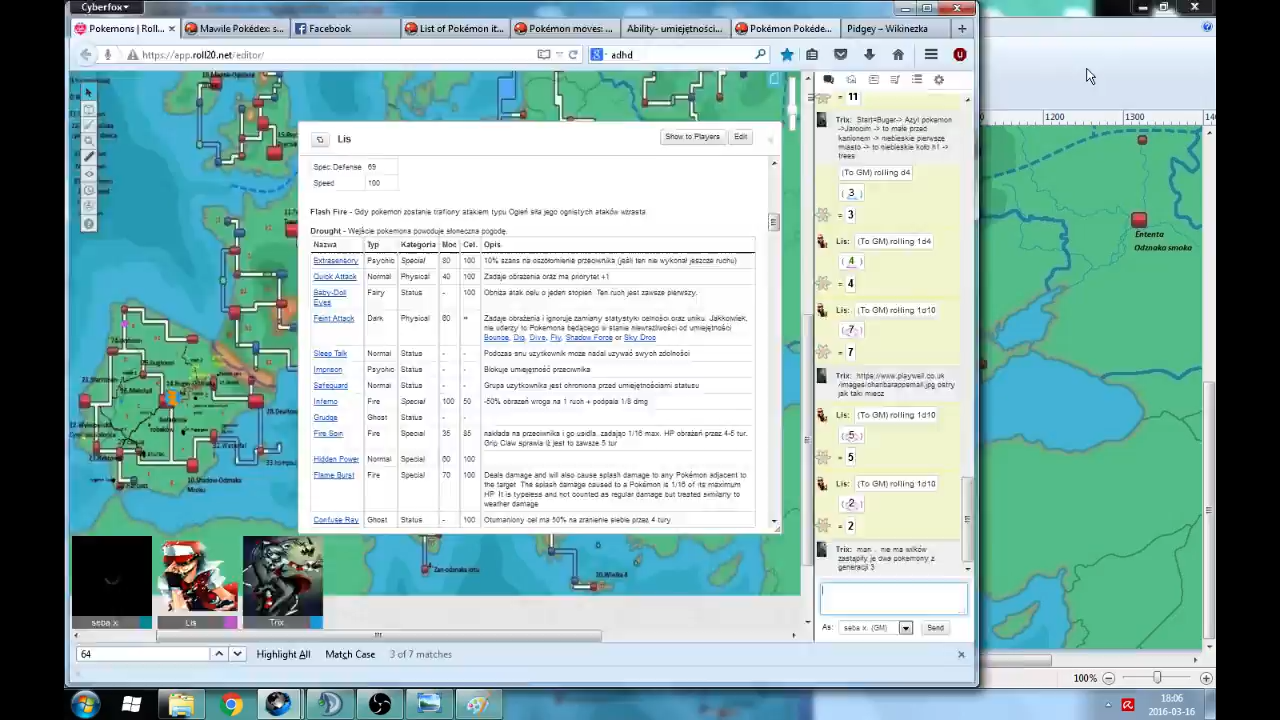 Cyberfox
Pokemons | Roll...
Mawile Pokédex: s...
Facebook
List of Pokémon it...
Pokémon moves: ...
Ability- umiejętności...
Pokémon Pokéde...
Pidgey – Wikinezka
https://app.roll20.net/editor/
adhd
Lis
Show to Players
Edit
Spec.Defense 69
Speed 100
Flash Fire - Gdy pokemon zostanie trafiony atakiem typu Ogień siła jego ognistych ataków wzrasta
Drought - Wejście pokemona powoduje słoneczną pogodę.
Nazwa Typ Kategoria Moc Cel. Opis
Extrasensory Psychic Special 80 100 10% szans na oszołomienie przeciwnika (jeśli ten nie wykonał jeszcze ruchu)
Quick Attack Normal Physical 40 100 Zadaje obrażenia oraz ma priorytet +1
Baby-Doll Eyes Fairy Status - 100 Obniża atak celu o jeden stopień. Ten ruch jest zawsze pierwszy.
Feint Attack Dark Physical 60 ∞ Zadaje obrażenia i ignoruje zamiany statystyki celności oraz uniku. Jakkolwiek,
nie uderzy to Pokemona będącego w stanie niewrażliwości od umiejętności
Bounce, Dig, Dive, Fly, Shadow Force or Sky Drop
Sleep Talk Normal Status - - Podczas snu uzytkownik moze nadal uzywać swych zdolności
Imprison Psychic Status - - Blokuje umiejętność przeciwnika
Safeguard Normal Status - - Grupa uzytkownika jest chroniona przed umiejętnościami statusu
Inferno Fire Special 100 50 -50% obrażen wroga na 1 ruch + podpala 1/8 dmg
Grudge Ghost Status - -
Fire Spin Fire Special 35 85 nakłada na przeciwnika i go usidla, zadając 1/16 max. HP obrażeń przez 4-5 tur.
Grip Claw sprawia iż jest to zawsze 5 tur
Hidden Power Normal Special 60 100
Flame Burst Fire Special 70 100 Deals damage and will also cause splash damage to any Pokémon adjacent to
the target. The splash damage caused to a Pokémon is 1/16 of its maximum
HP. It is typeless and not counted as regular damage but treated similarly to
weather damage
Confuse Ray Ghost Status - 100 Otumaniony cel ma 50% na zranienie siebie przez 4 tury
= 11
Trix: Start=Buger-> Azyl pokemon
->Jarooim -> to małe przed
kanionem -> niebieskie pierwsze
miasto -> to niebieskie koło h1 ->
trees
(To GM) rolling d4
( 3 )
= 3
Lis: (To GM) rolling 1d4
( 4 )
= 4
Lis: (To GM) rolling 1d10
( 7 )
= 7
Trix: https://www.playwell.co.uk
/images/oharibarappsmall.jpg ostry
jak taki miecz
Lis: (To GM) rolling 1d10
( 5 )
= 5
Lis: (To GM) rolling 1d10
( 2 )
= 2
Trix: man .. nie ma wilków
zastąpiły je dwa pokemony z
generacji 3
As: seba x. (GM)
Send
seba x.
Lis
Trix
30.Wielka 4
64
Highlight All
Match Case
3 of 7 matches
1200
1300
Ententa
Odznaka smoka
100%
18:06
2016-03-16